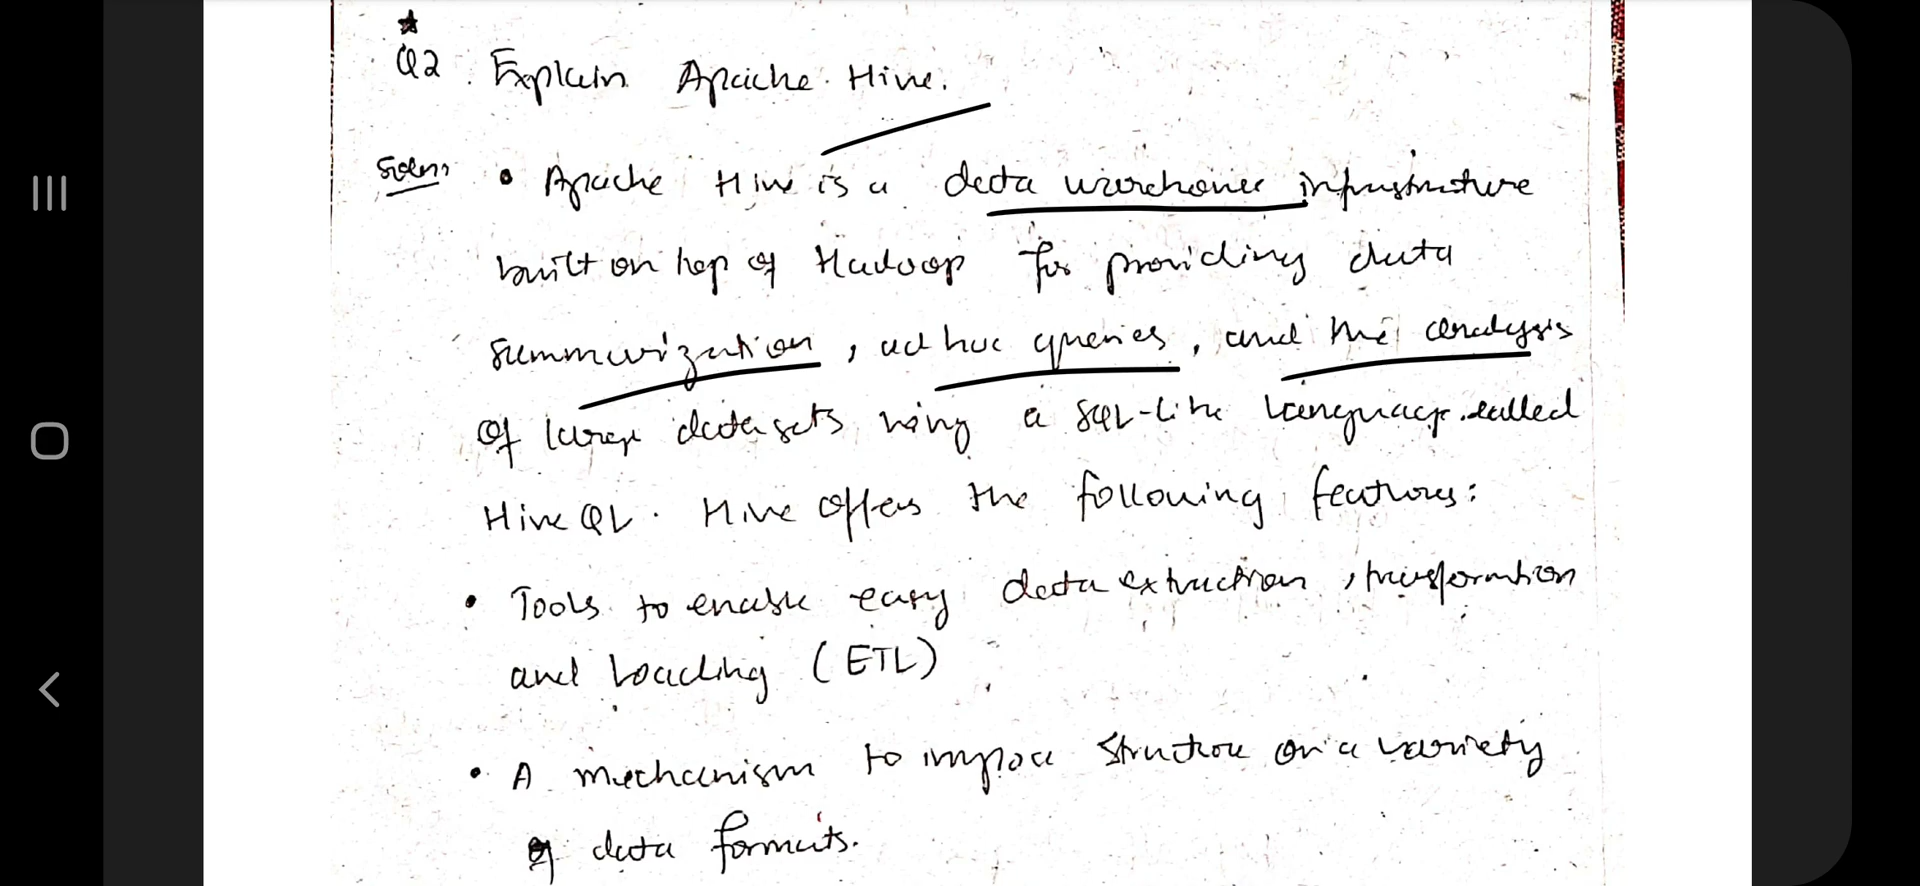 Q2. Explain Apache Hive.
Soln:
• Apache Hive is a data warehouse infrastructure
built on top of Hadoop for providing data
summarization, ad hoc queries, and the analysis
of large data sets using a SQL-like language called
HiveQL. Hive offers the following features:
• Tools to enable easy data extraction, transformation
and loading (ETL)
• A mechanism to impose structure on a variety
of data formats.